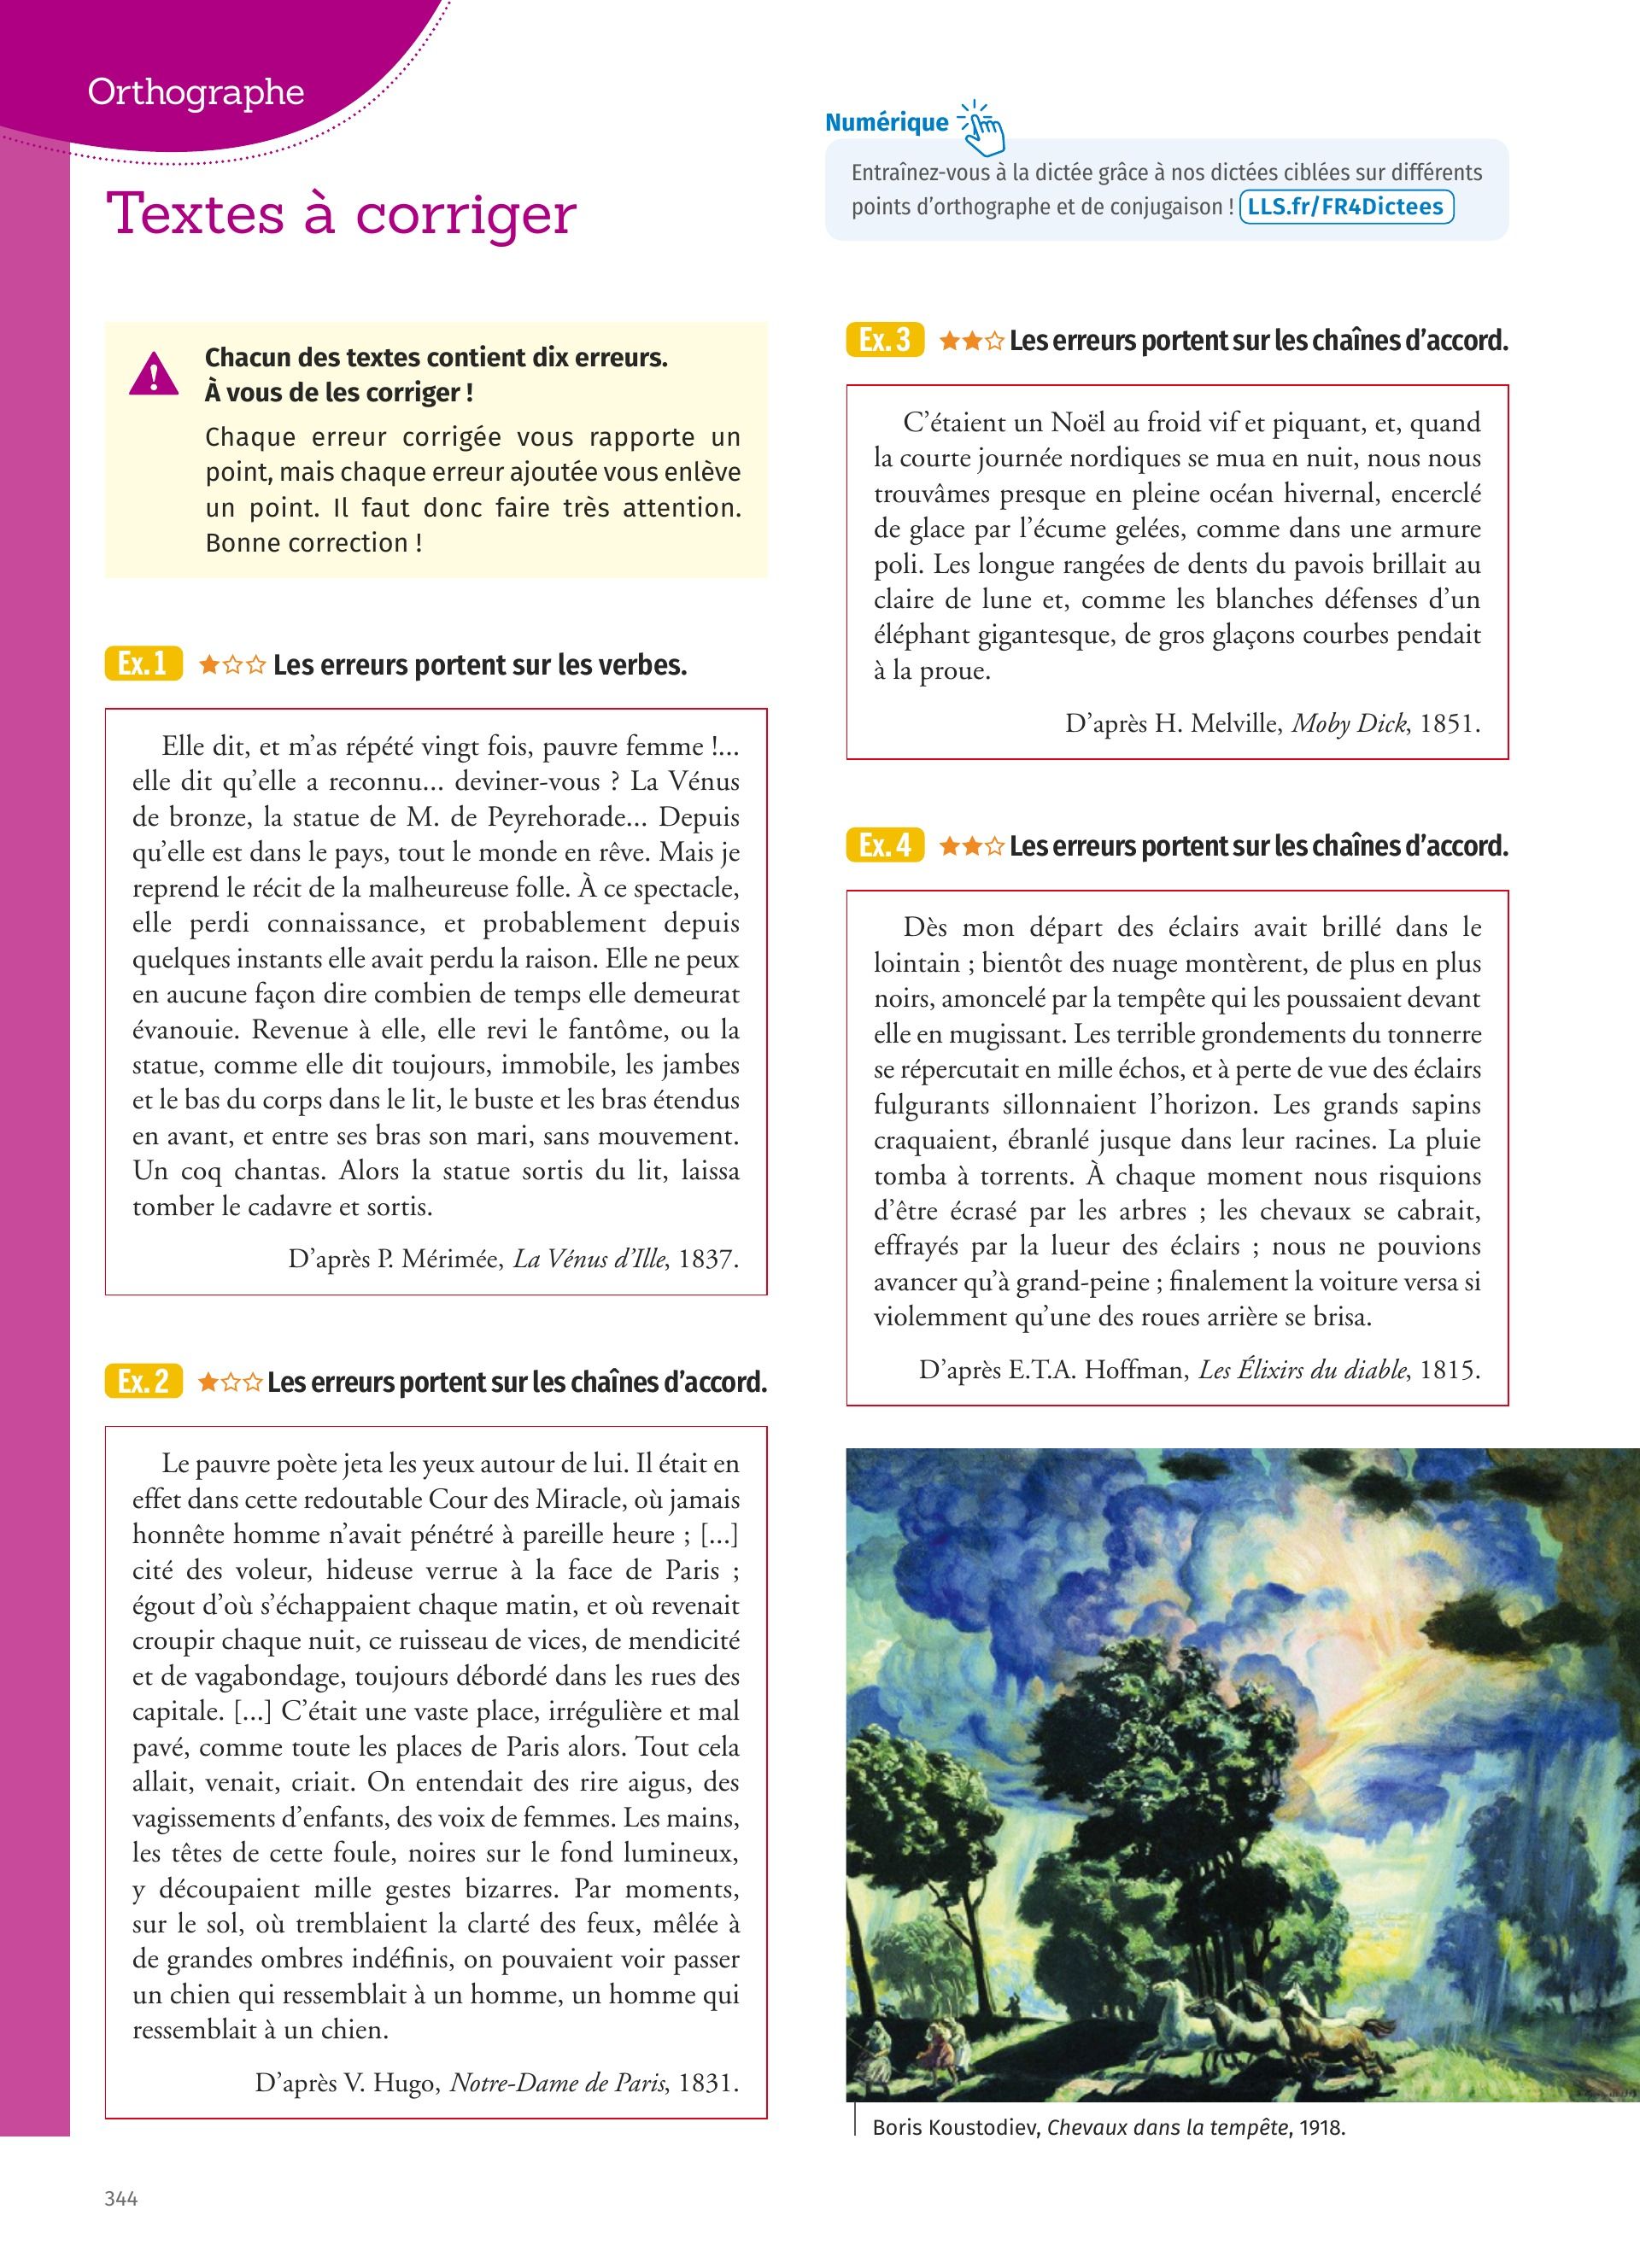 Orthographe
Textes à corriger
Numérique
Entraînez-vous à la dictée grâce à nos dictées ciblées sur différents
points d’orthographe et de conjugaison ! LLS.fr/FR4Dictees
Chacun des textes contient dix erreurs.
À vous de les corriger !
Chaque erreur corrigée vous rapporte un
point, mais chaque erreur ajoutée vous enlève
un point. Il faut donc faire très attention.
Bonne correction !
Ex. 1 Les erreurs portent sur les verbes.
Elle dit, et m’as répété vingt fois, pauvre femme !...
elle dit qu’elle a reconnu... deviner-vous ? La Vénus
de bronze, la statue de M. de Peyrehorade... Depuis
qu’elle est dans le pays, tout le monde en rêve. Mais je
reprend le récit de la malheureuse folle. À ce spectacle,
elle perdi connaissance, et probablement depuis
quelques instants elle avait perdu la raison. Elle ne peux
en aucune façon dire combien de temps elle demeurat
évanouie. Revenue à elle, elle revi le fantôme, ou la
statue, comme elle dit toujours, immobile, les jambes
et le bas du corps dans le lit, le buste et les bras étendus
en avant, et entre ses bras son mari, sans mouvement.
Un coq chantas. Alors la statue sortis du lit, laissa
tomber le cadavre et sortis.
D’après P. Mérimée, La Vénus d’Ille, 1837.
Ex. 2 Les erreurs portent sur les chaînes d’accord.
Le pauvre poète jeta les yeux autour de lui. Il était en
effet dans cette redoutable Cour des Miracle, où jamais
honnête homme n’avait pénétré à pareille heure ; [...]
cité des voleur, hideuse verrue à la face de Paris ;
égout d’où s’échappaient chaque matin, et où revenait
croupir chaque nuit, ce ruisseau de vices, de mendicité
et de vagabondage, toujours débordé dans les rues des
capitale. [...] C’était une vaste place, irrégulière et mal
pavé, comme toute les places de Paris alors. Tout cela
allait, venait, criait. On entendait des rire aigus, des
vagissements d’enfants, des voix de femmes. Les mains,
les têtes de cette foule, noires sur le fond lumineux,
y découpaient mille gestes bizarres. Par moments,
sur le sol, où tremblaient la clarté des feux, mêlée à
de grandes ombres indéfinis, on pouvaient voir passer
un chien qui ressemblait à un homme, un homme qui
ressemblait à un chien.
D’après V. Hugo, Notre-Dame de Paris, 1831.
Ex. 3 Les erreurs portent sur les chaînes d’accord.
C’étaient un Noël au froid vif et piquant, et, quand
la courte journée nordiques se mua en nuit, nous nous
trouvâmes presque en pleine océan hivernal, encerclé
de glace par l’écume gelées, comme dans une armure
poli. Les longue rangées de dents du pavois brillait au
claire de lune et, comme les blanches défenses d’un
éléphant gigantesque, de gros glaçons courbes pendait
à la proue.
D’après H. Melville, Moby Dick, 1851.
Ex. 4 Les erreurs portent sur les chaînes d’accord.
Dès mon départ des éclairs avait brillé dans le
lointain ; bientôt des nuage montèrent, de plus en plus
noirs, amoncelé par la tempête qui les poussaient devant
elle en mugissant. Les terrible grondements du tonnerre
se répercutait en mille échos, et à perte de vue des éclairs
fulgurants sillonnaient l’horizon. Les grands sapins
craquaient, ébranlé jusque dans leur racines. La pluie
tomba à torrents. À chaque moment nous risquions
d’être écrasé par les arbres ; les chevaux se cabrait,
effrayés par la lueur des éclairs ; nous ne pouvions
avancer qu’à grand-peine ; finalement la voiture versa si
violemment qu’une des roues arrière se brisa.
D’après E.T.A. Hoffman, Les Élixirs du diable, 1815.
Boris Koustodiev, Chevaux dans la tempête, 1918.
344